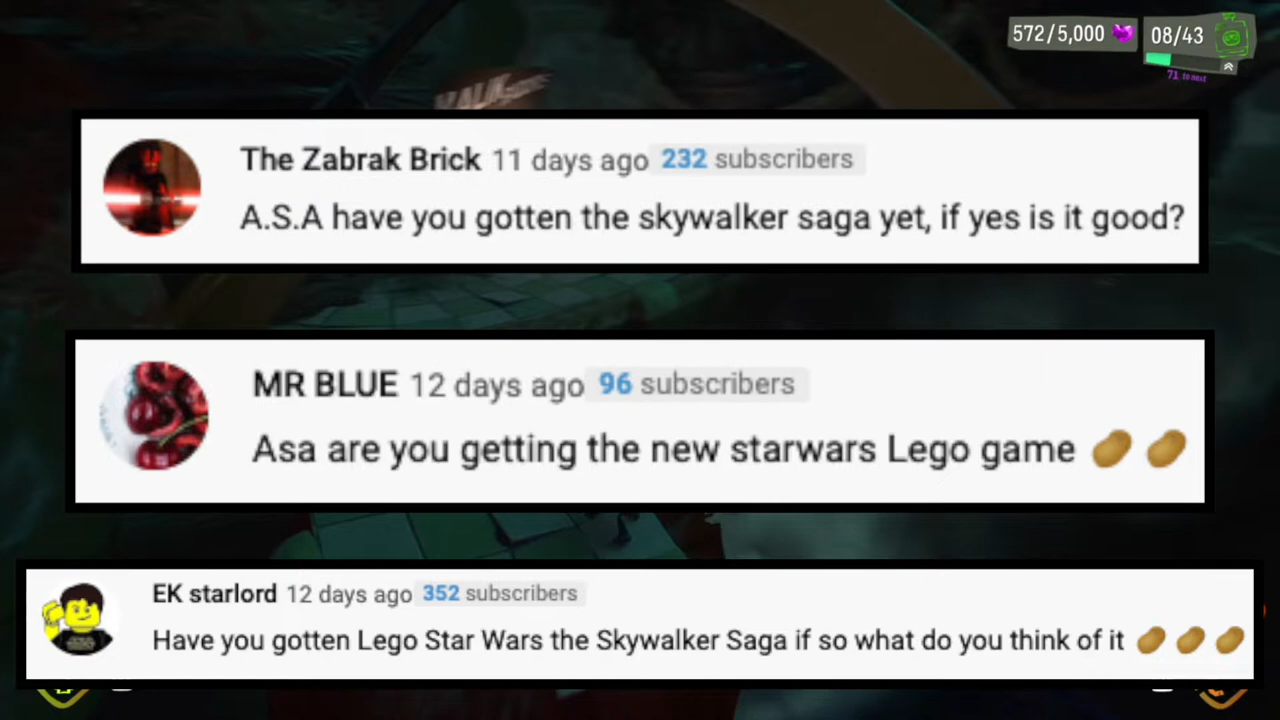 572/5,000
08/43
71 to next
The Zabrak Brick 11 days ago 232 subscribers
A.S.A have you gotten the skywalker saga yet, if yes is it good?
MR BLUE 12 days ago 96 subscribers
Asa are you getting the new starwars Lego game 🥔 🥔
EK starlord 12 days ago 352 subscribers
Have you gotten Lego Star Wars the Skywalker Saga if so what do you think of it 🥔 🥔 🥔